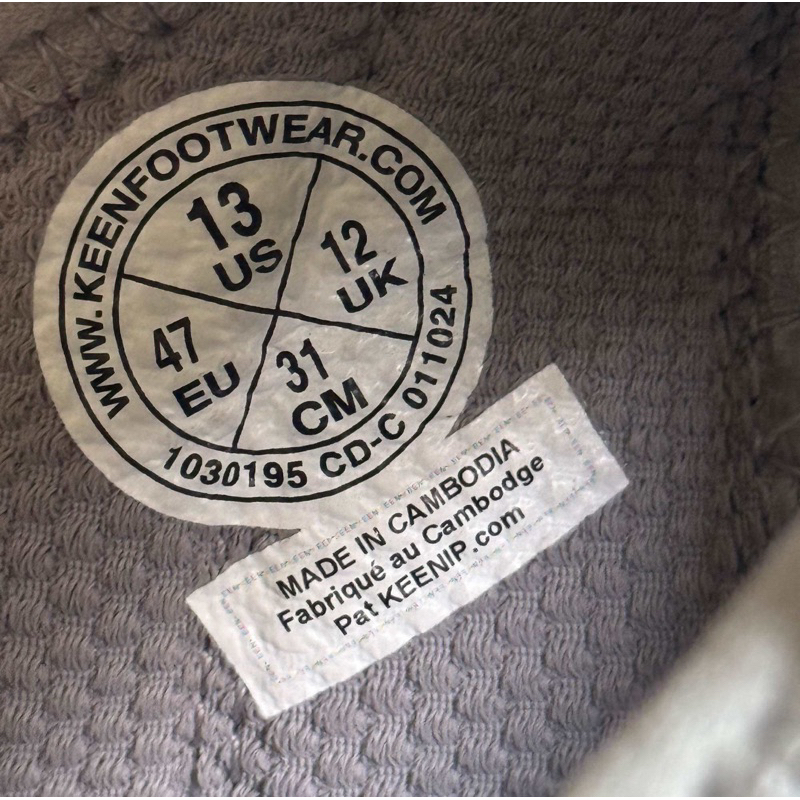 WWW.KEENFOOTWEAR.COM
13
US
12
UK
47
EU
31
CM
1030195 CD-C 011024
MADE IN CAMBODIA
Fabriqué au Cambodge
Pat KEENIP.com